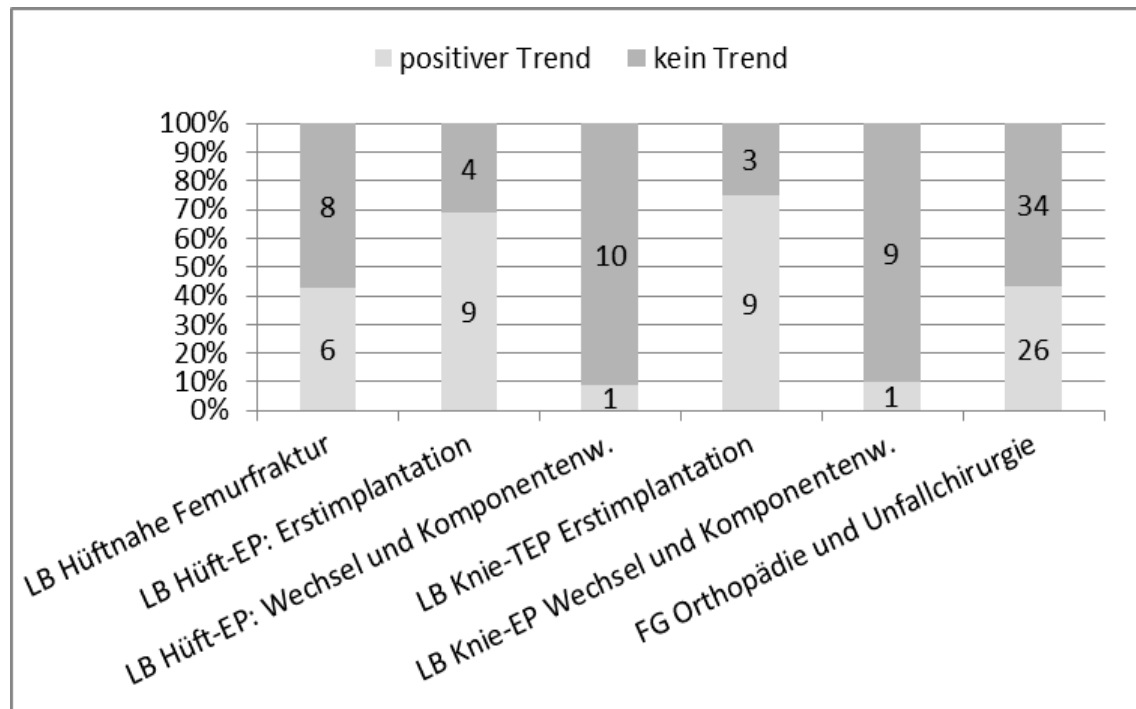 positiver Trend kein Trend
100%
90%
80%
70%
60%
50%
40%
30%
20%
10%
0%
8 4 10 3 9 34
6 9 1 9 1 26
LB Hüftnahe Femurfraktur
LB Hüft-EP: Erstimplantation
LB Hüft-EP: Wechsel und Komponentenw.
LB Knie-TEP Erstimplantation
LB Knie-EP Wechsel und Komponentenw.
FG Orthopädie und Unfallchirurgie